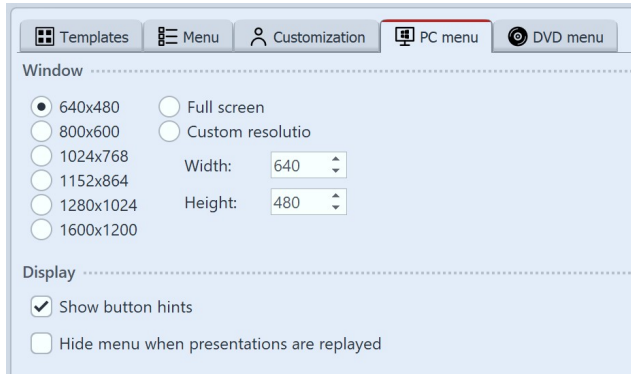 Templates Menu Customization PC menu DVD menu
Window
640x480 Full screen
800x600 Custom resolutio
1024x768 Width: 640
1152x864
1280x1024 Height: 480
1600x1200
Display
Show button hints
Hide menu when presentations are replayed